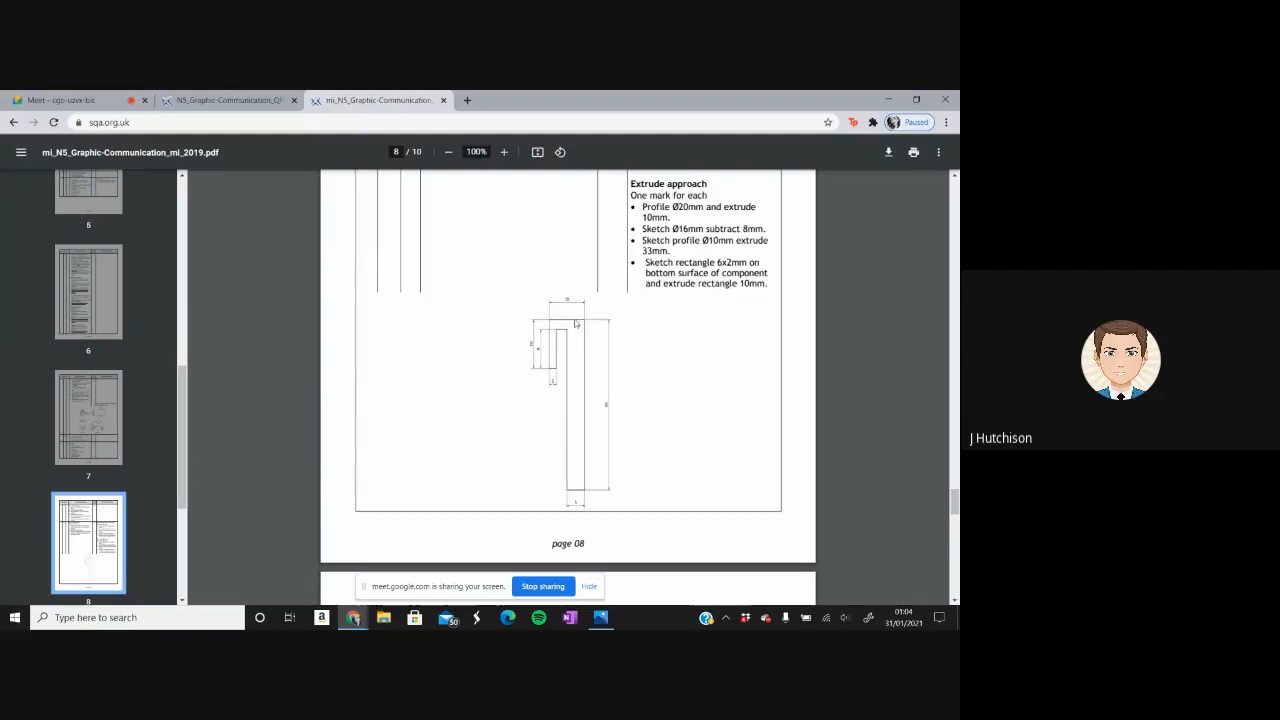 Meet – cgo-uzvx-bic
N5_Graphic-Communication_QP
mi_N5_Graphic-Communication_
sqa.org.uk
Paused
mi_N5_Graphic-Communication_mi_2019.pdf
8 / 10
100%
5
6
7
8
Extrude approach
One mark for each
• Profile Ø20mm and extrude
10mm.
• Sketch Ø16mm subtract 8mm.
• Sketch profile Ø10mm extrude
33mm.
• Sketch rectangle 6x2mm on
bottom surface of component
and extrude rectangle 10mm.
page 08
meet.google.com is sharing your screen.
Stop sharing
Hide
J Hutchison
Type here to search
50
01:04
31/01/2021